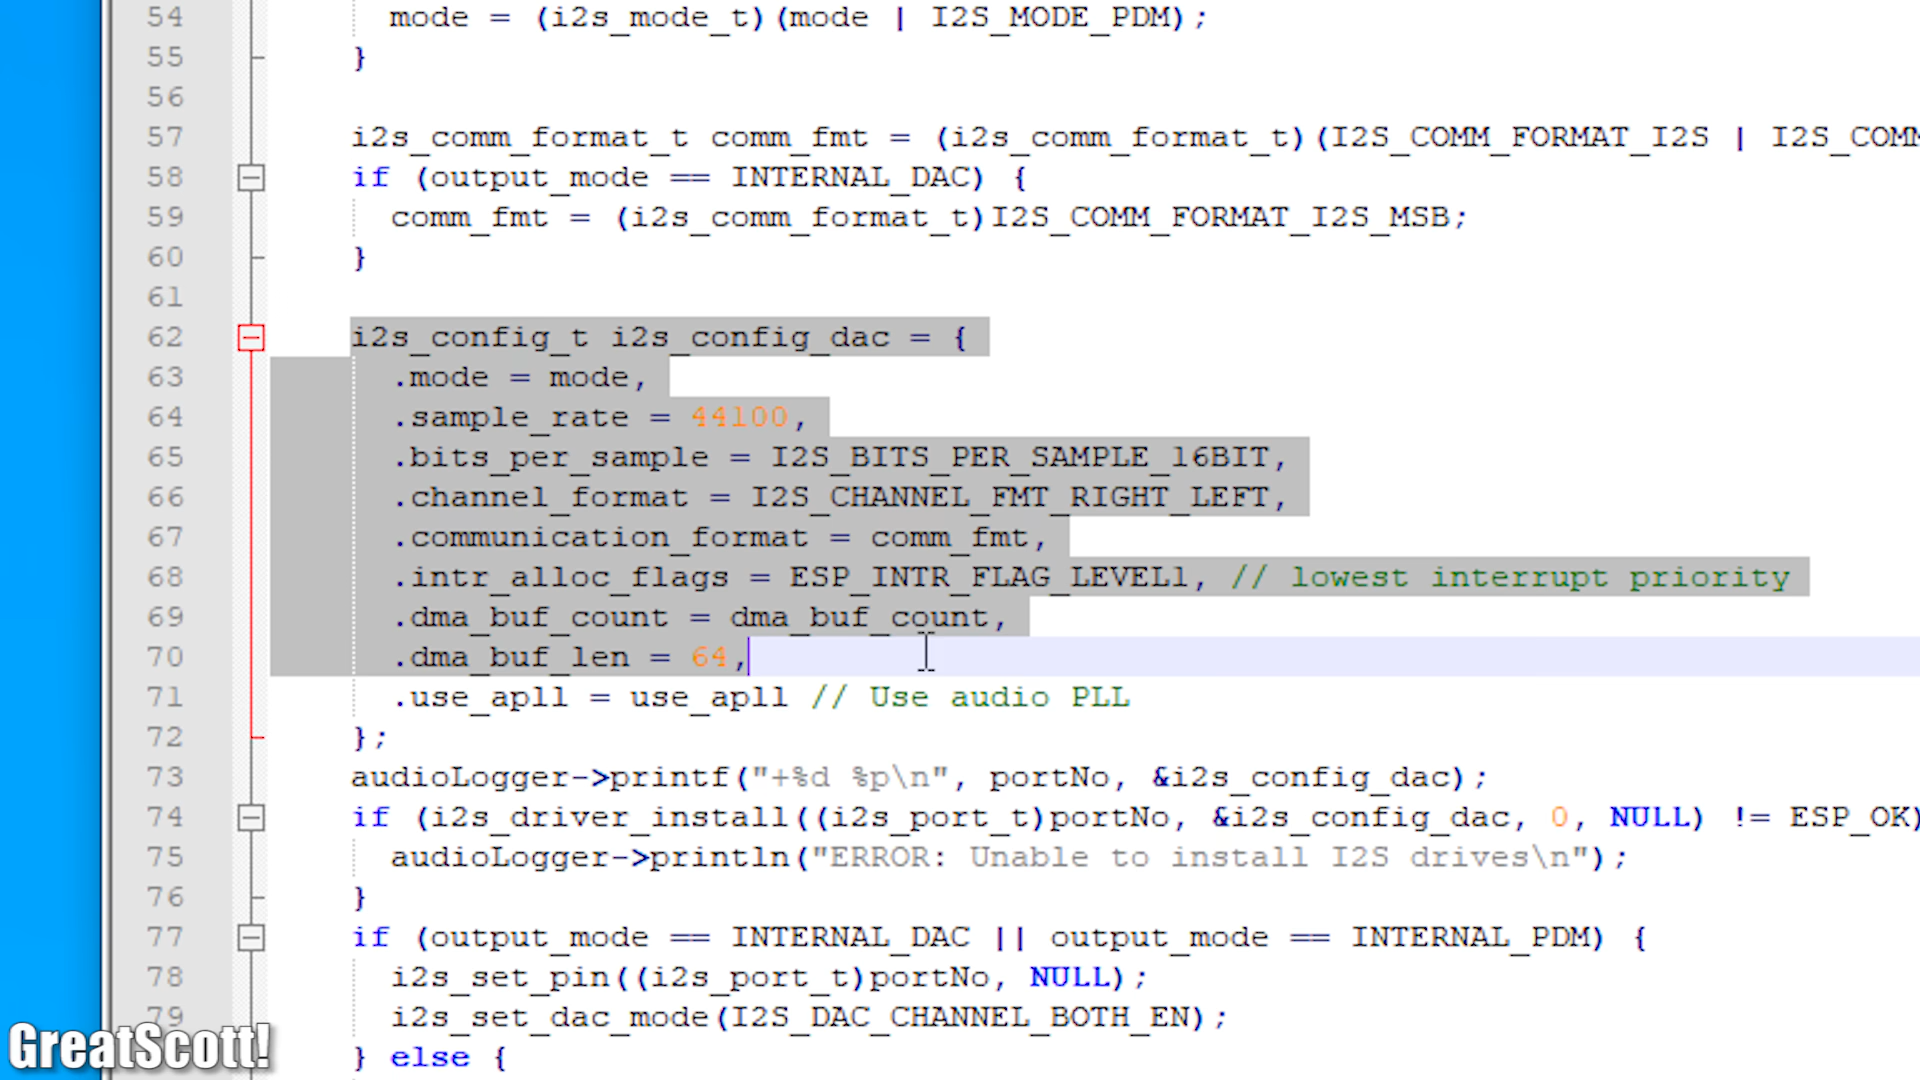 54 mode = (i2s_mode_t)(mode | I2S_MODE_PDM);
55 }
56
57 i2s_comm_format_t comm_fmt = (i2s_comm_format_t)(I2S_COMM_FORMAT_I2S |
58 if (output_mode == INTERNAL_DAC) {
59 comm_fmt = (i2s_comm_format_t)I2S_COMM_FORMAT_I2S_MSB;
60 }
61
62 i2s_config_t i2s_config_dac = {
63 .mode = mode,
64 .sample_rate = 44100,
65 .bits_per_sample = I2S_BITS_PER_SAMPLE_16BIT,
66 .channel_format = I2S_CHANNEL_FMT_RIGHT_LEFT,
67 .communication_format = comm_fmt,
68 .intr_alloc_flags = ESP_INTR_FLAG_LEVEL1, // lowest interrupt priority
69 .dma_buf_count = dma_buf_count,
70 .dma_buf_len = 64,
71 .use_apll = use_apll // Use audio PLL
72 };
73 audioLogger->printf("+%d %p\n", portNo, &i2s_config_dac);
74 if (i2s_driver_install((i2s_port_t)portNo, &i2s_config_dac, 0, NULL) != ESP_OK)
75 audioLogger->println("ERROR: Unable to install I2S drives\n");
76 }
77 if (output_mode == INTERNAL_DAC || output_mode == INTERNAL_PDM) {
78 i2s_set_pin((i2s_port_t)portNo, NULL);
79 i2s_set_dac_mode(I2S_DAC_CHANNEL_BOTH_EN);
} else {
GreatScott!